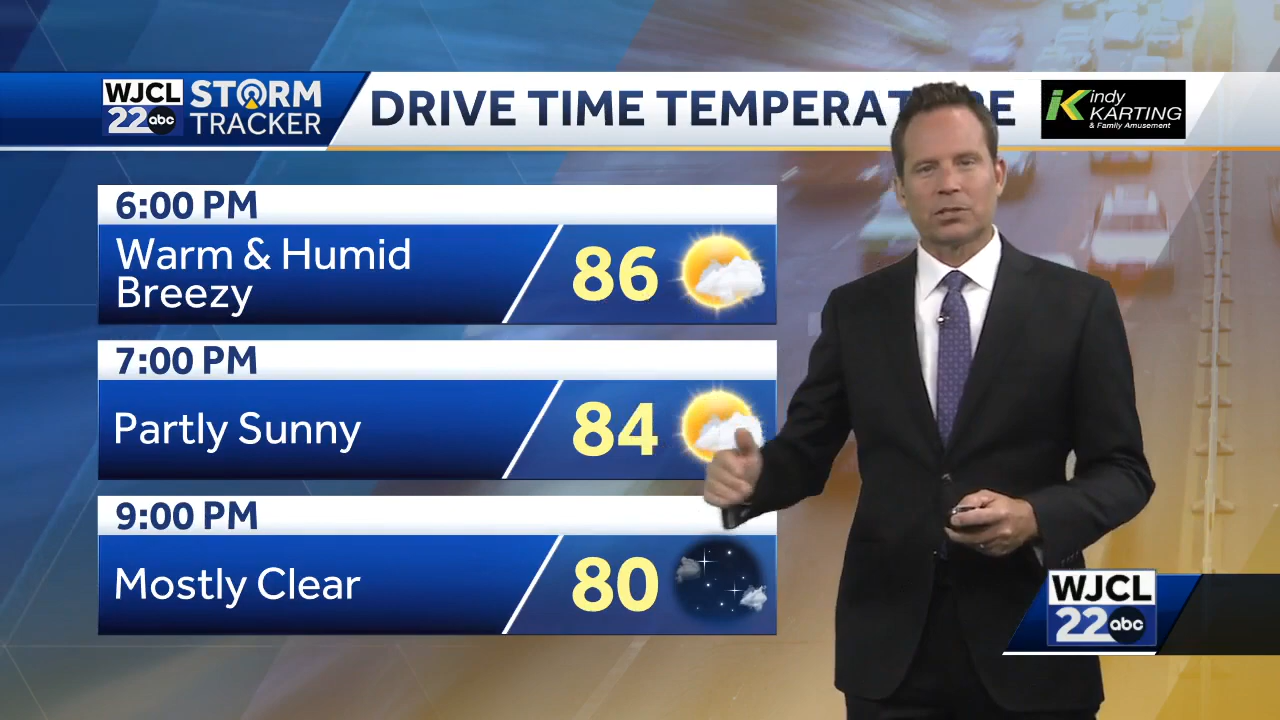 WJCL
22 abc
STORM
TRACKER
DRIVE TIME TEMPERATURE
indy
KARTING
& Family Amusement
6:00 PM
Warm & Humid
Breezy
86
7:00 PM
Partly Sunny
84
9:00 PM
Mostly Clear
80
WJCL
22 abc